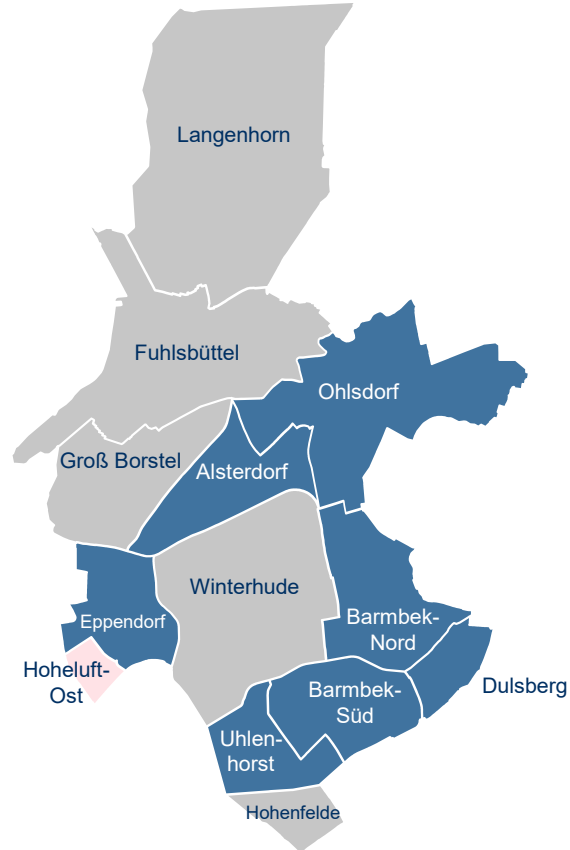 Langenhorn
Fuhlsbüttel
Ohlsdorf
Groß Borstel
Alsterdorf
Winterhude
Eppendorf
Barmbek-
Nord
Hoheluft-
Ost
Barmbek-
Süd
Dulsberg
Uhlen-
horst
Hohenfelde